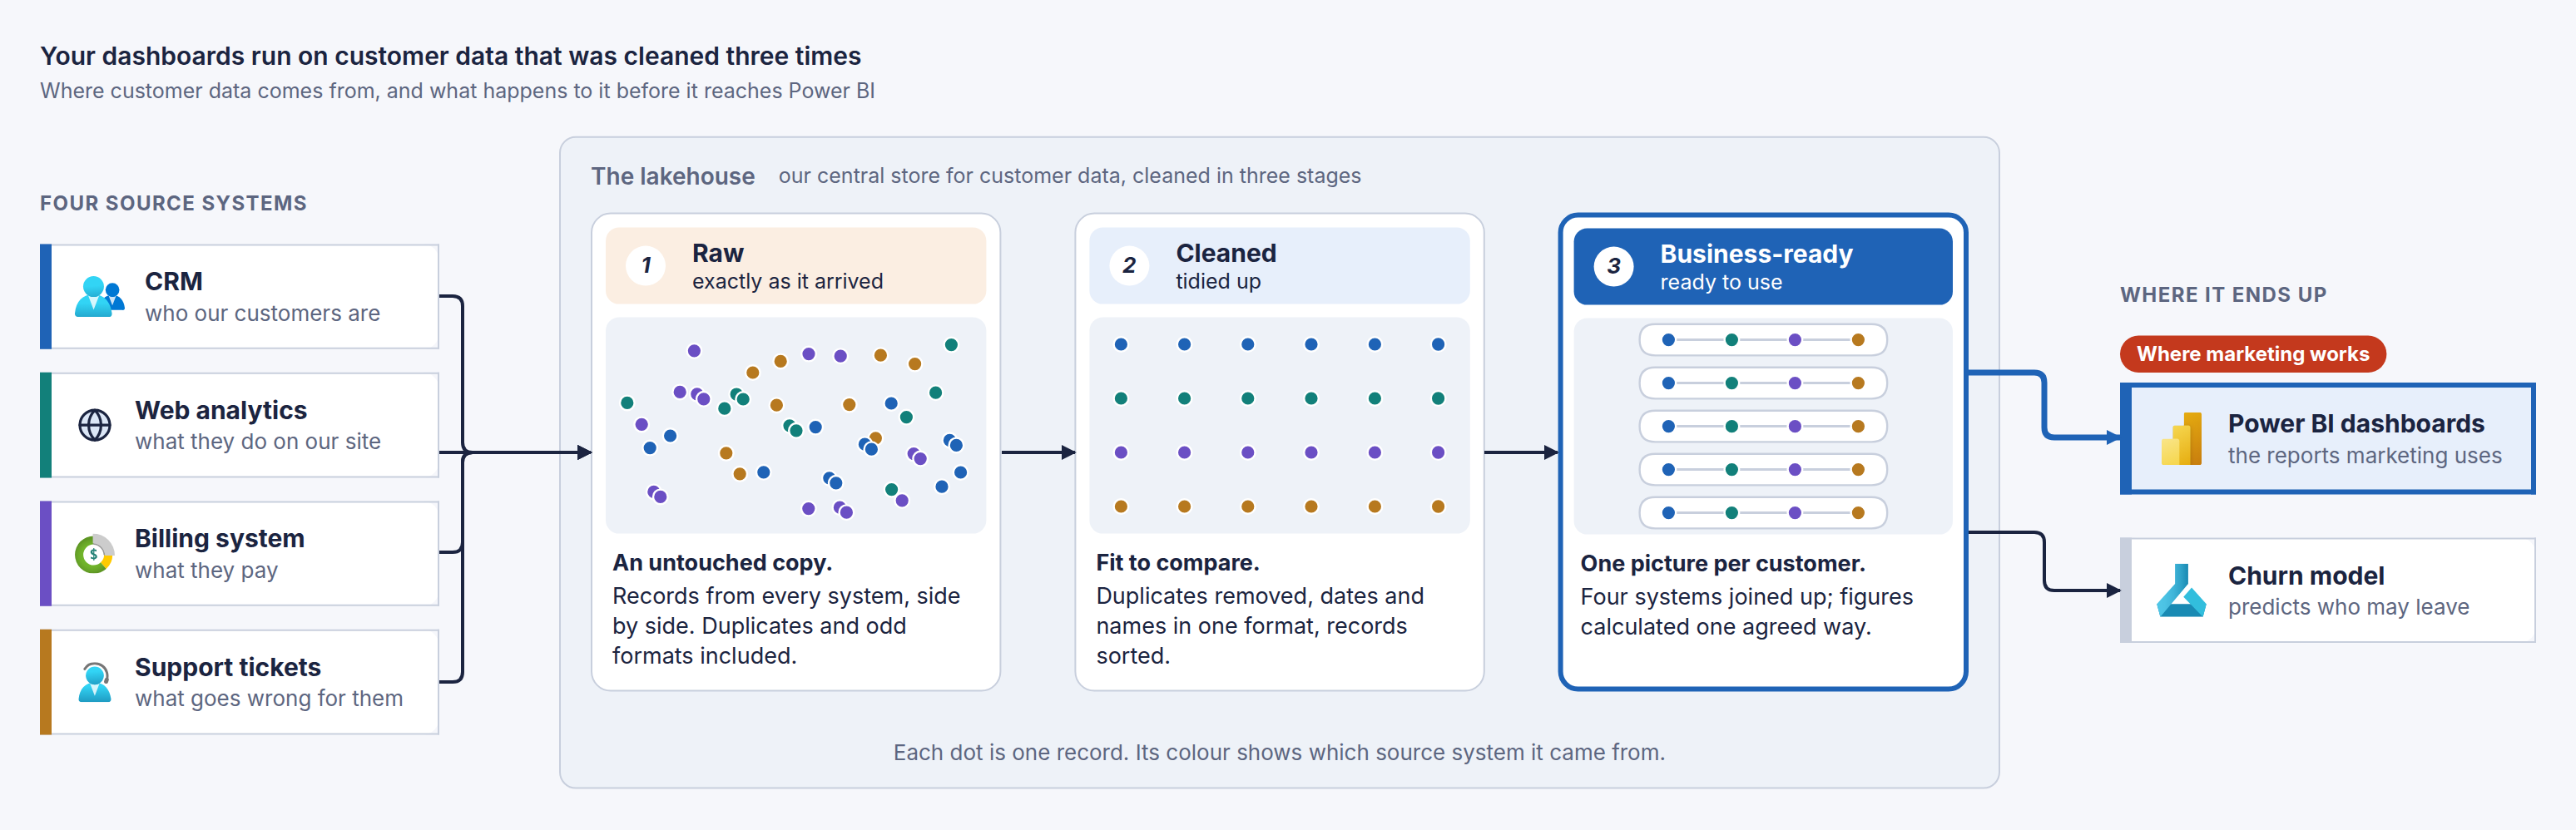 Your dashboards run on customer data that was cleaned three times
Where customer data comes from, and what happens to it before it reaches Power BI
FOUR SOURCE SYSTEMS
CRM
who our customers are
Web analytics
what they do on our site
$
Billing system
what they pay
Support tickets
what goes wrong for them
The lakehouse our central store for customer data, cleaned in three stages
1
Raw
exactly as it arrived
An untouched copy.
Records from every system, side
by side. Duplicates and odd
formats included.
2
Cleaned
tidied up
Fit to compare.
Duplicates removed, dates and
names in one format, records
sorted.
3
Business-ready
ready to use
One picture per customer.
Four systems joined up; figures
calculated one agreed way.
Each dot is one record. Its colour shows which source system it came from.
WHERE IT ENDS UP
Where marketing works
Power BI dashboards
the reports marketing uses
Churn model
predicts who may leave